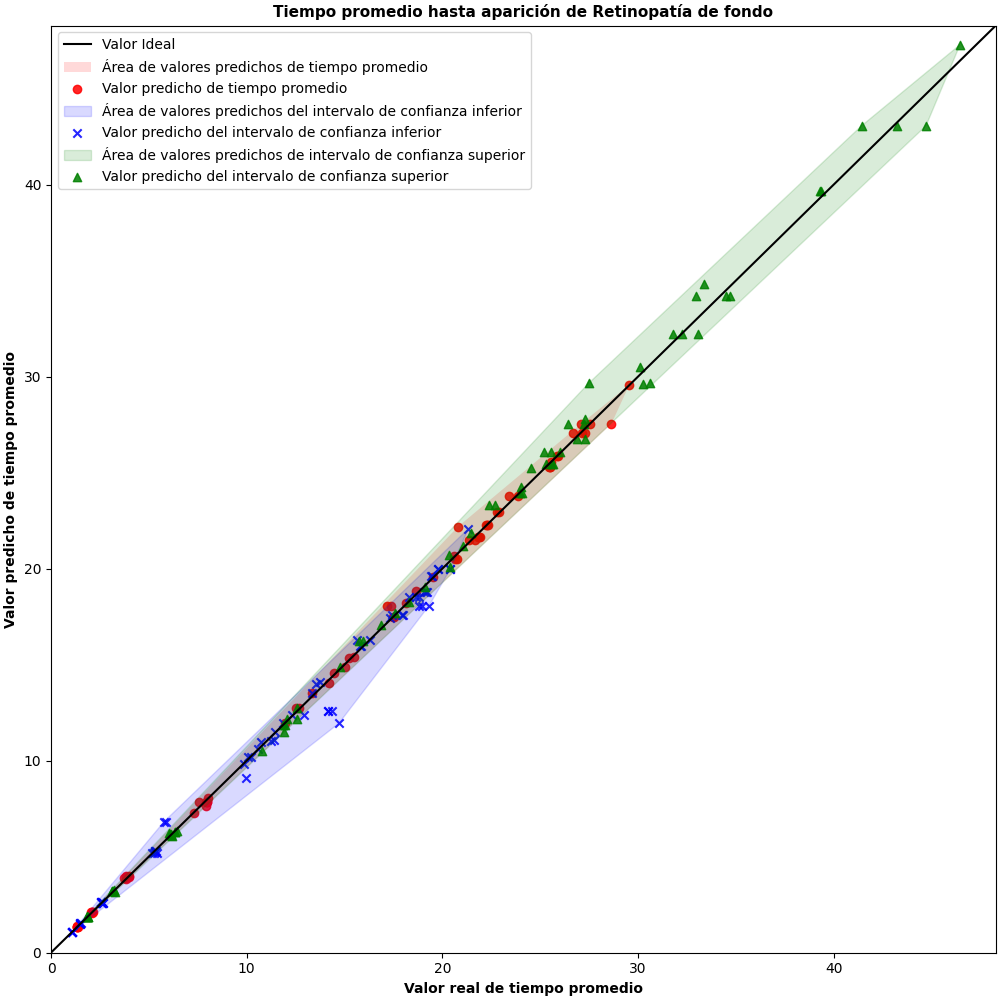 Tiempo promedio hasta aparición de Retinopatía de fondo
Valor Ideal
Área de valores predichos de tiempo promedio
Valor predicho de tiempo promedio
Área de valores predichos del intervalo de confianza inferior
Valor predicho del intervalo de confianza inferior
Área de valores predichos de intervalo de confianza superior
Valor predicho del intervalo de confianza superior
Valor predicho de tiempo promedio
40
30
20
10
0
0 10 20 30 40
Valor real de tiempo promedio